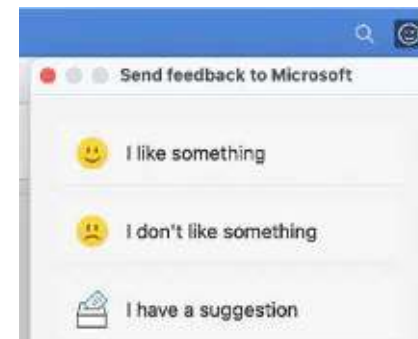 Send feedback to Microsoft
I like something
I don't like something
I have a suggestion